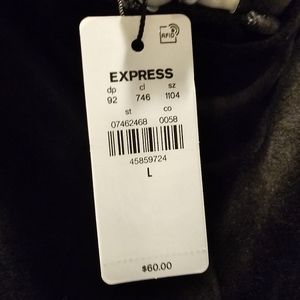 RFID
EXPRESS
dp cl sz
92 746 1104
st co
07462468 0058
45859724
L
$60.00